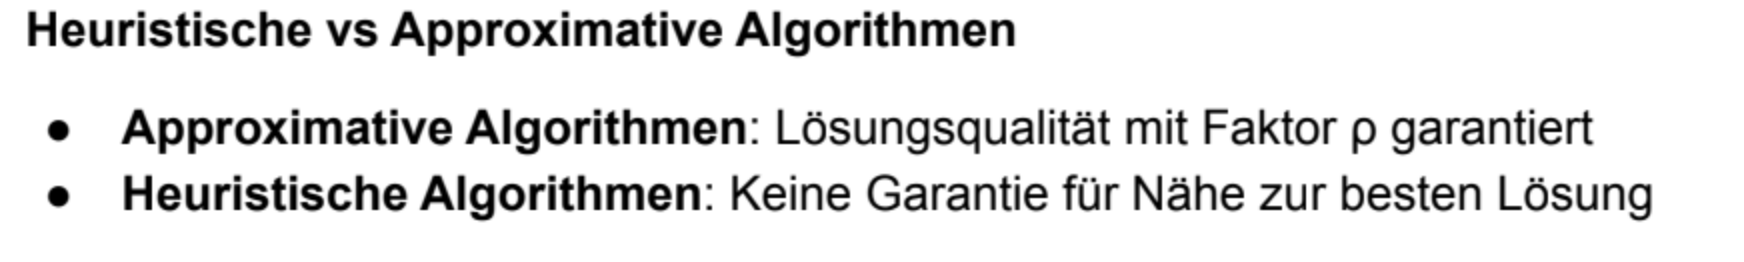 Heuristische vs Approximative Algorithmen
● Approximative Algorithmen: Lösungsqualität mit Faktor ρ garantiert
● Heuristische Algorithmen: Keine Garantie für Nähe zur besten Lösung